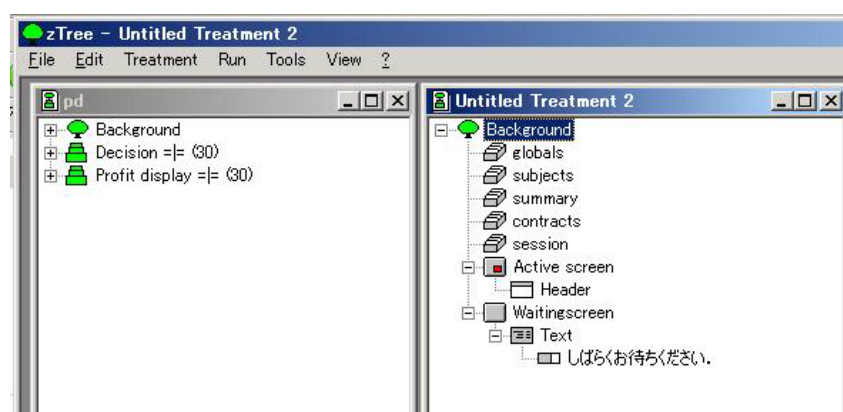 zTree - Untitled Treatment 2
File Edit Treatment Run Tools View ?
pd
Background
Decision =|= (30)
Profit display =|= (30)
Untitled Treatment 2
Background
globals
subjects
summary
contracts
session
Active screen
Header
Waitingscreen
Text
しばらくお待ちください.